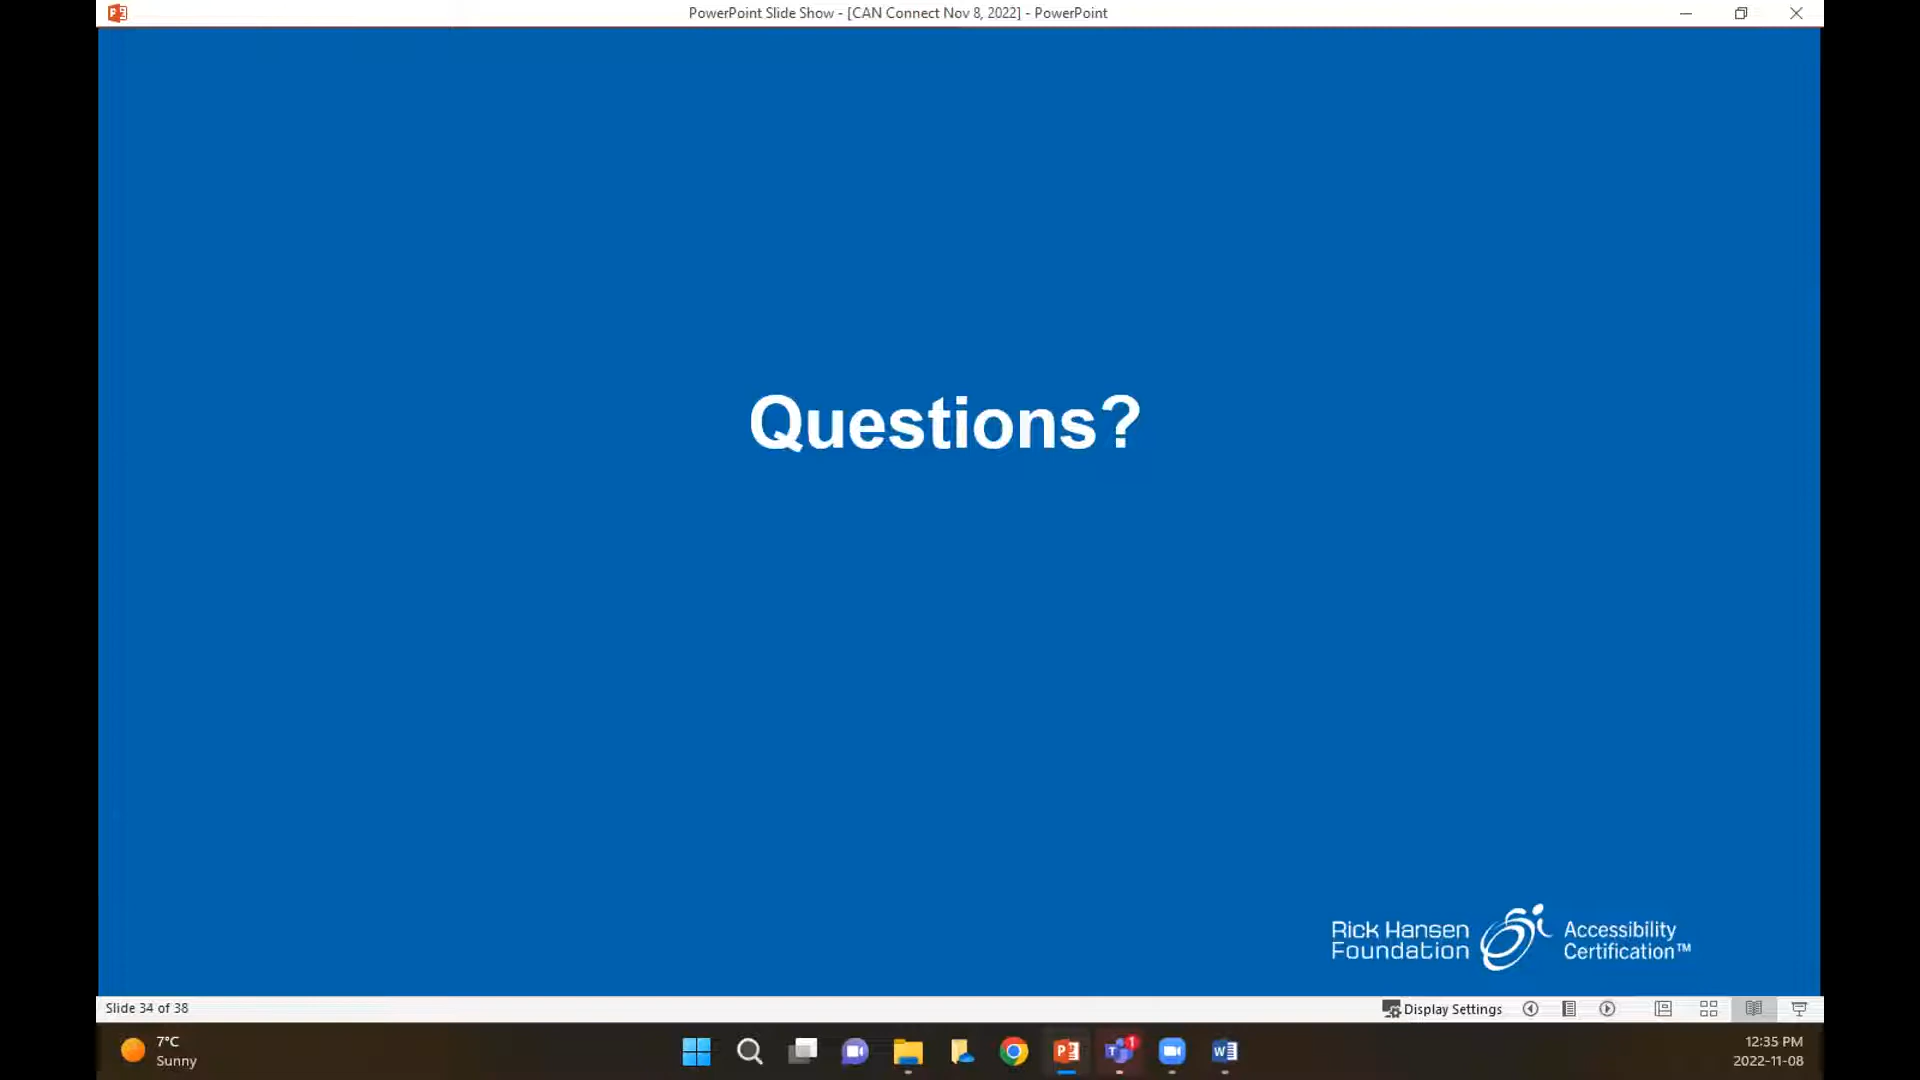 PowerPoint Slide Show - [CAN Connect Nov 8, 2022] - PowerPoint
Questions?
Rick Hansen
Foundation
Accessibility
Certification™
Slide 34 of 38
Display Settings
7°C
Sunny
1
12:35 PM
2022-11-08